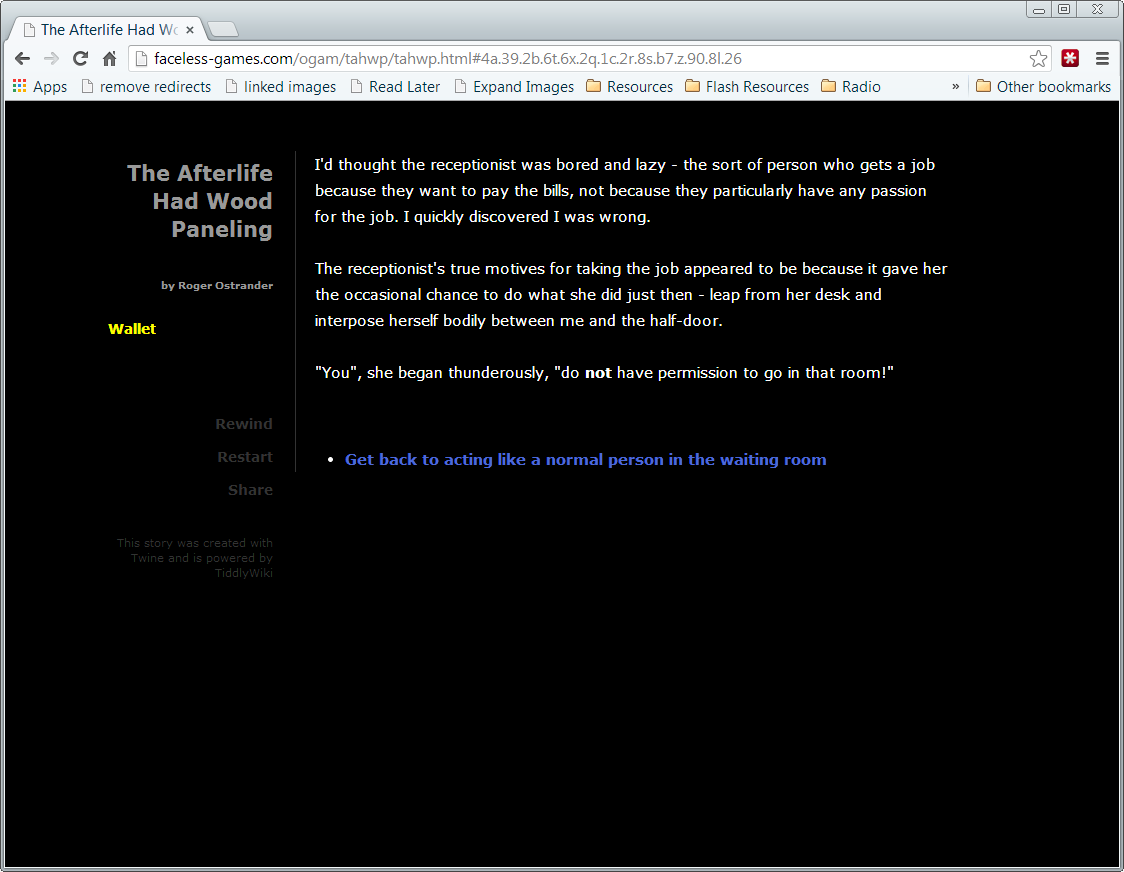 The Afterlife Had Wo
faceless-games.com/ogam/tahwp/tahwp.html#4a.39.2b.6t.6x.2q.1c.2r.8s.b7.z.90.8l.26
Apps remove redirects linked images Read Later Expand Images Resources Flash Resources Radio » Other bookmarks
The Afterlife
Had Wood
Paneling
by Roger Ostrander
Wallet
Rewind
Restart
Share
This story was created with
Twine and is powered by
TiddlyWiki
I'd thought the receptionist was bored and lazy - the sort of person who gets a job
because they want to pay the bills, not because they particularly have any passion
for the job. I quickly discovered I was wrong.
The receptionist's true motives for taking the job appeared to be because it gave her
the occasional chance to do what she did just then - leap from her desk and
interpose herself bodily between me and the half-door.
"You", she began thunderously, "do not have permission to go in that room!"
• Get back to acting like a normal person in the waiting room